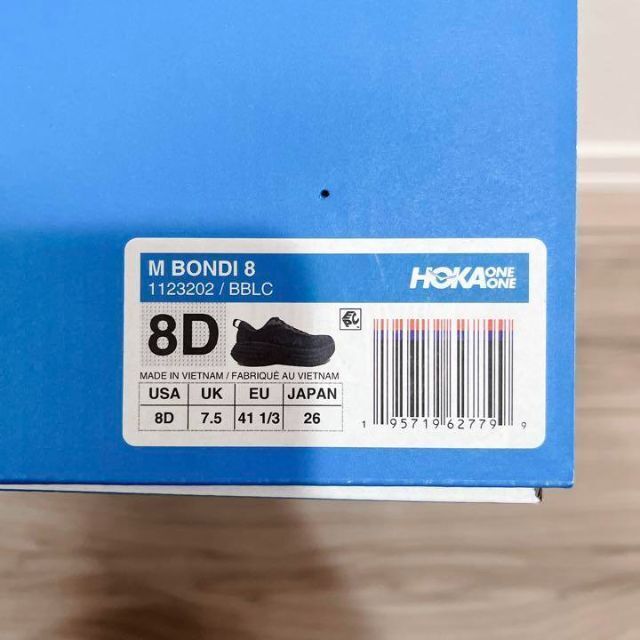 M BONDI 8
1123202 / BBLC
HOKA ONE ONE
8D
MADE IN VIETNAM / FABRIQUÉ AU VIETNAM
USA UK EU JAPAN
8D 7.5 41 1/3 26
1 95719 62779 9